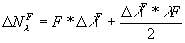 ΔN_λ^F = F * Δλ^F + (Δλ^F * λF) / 2